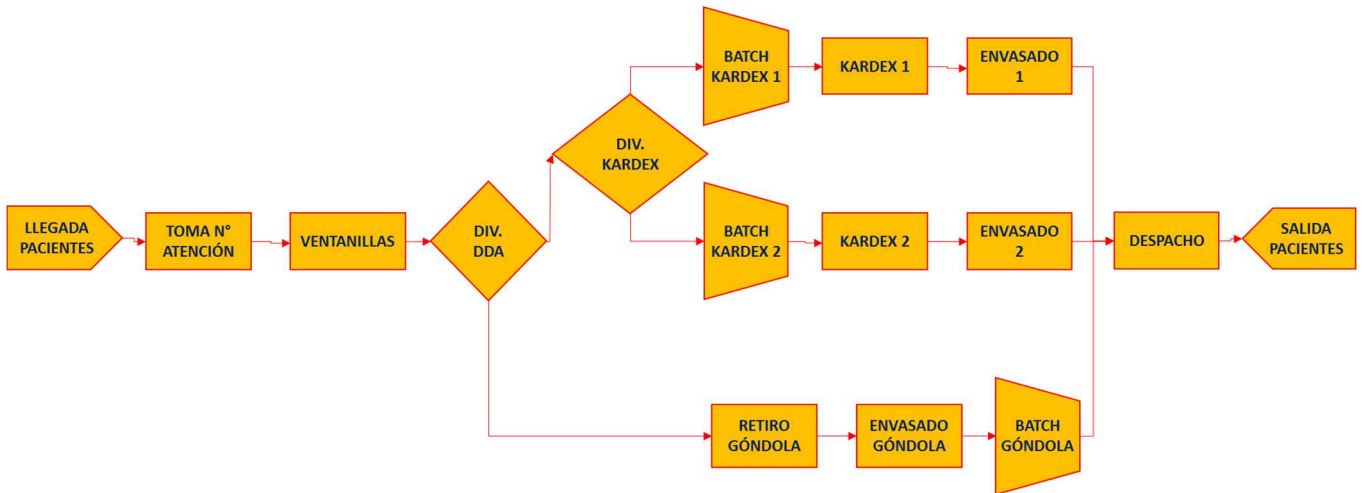 LLEGADA
PACIENTES
TOMA N°
ATENCIÓN
VENTANILLAS
DIV.
DDA
DIV.
KARDEX
BATCH
KARDEX 1
KARDEX 1
ENVASADO
1
BATCH
KARDEX 2
KARDEX 2
ENVASADO
2
RETIRO
GÓNDOLA
ENVASADO
GÓNDOLA
BATCH
GÓNDOLA
DESPACHO
SALIDA
PACIENTES